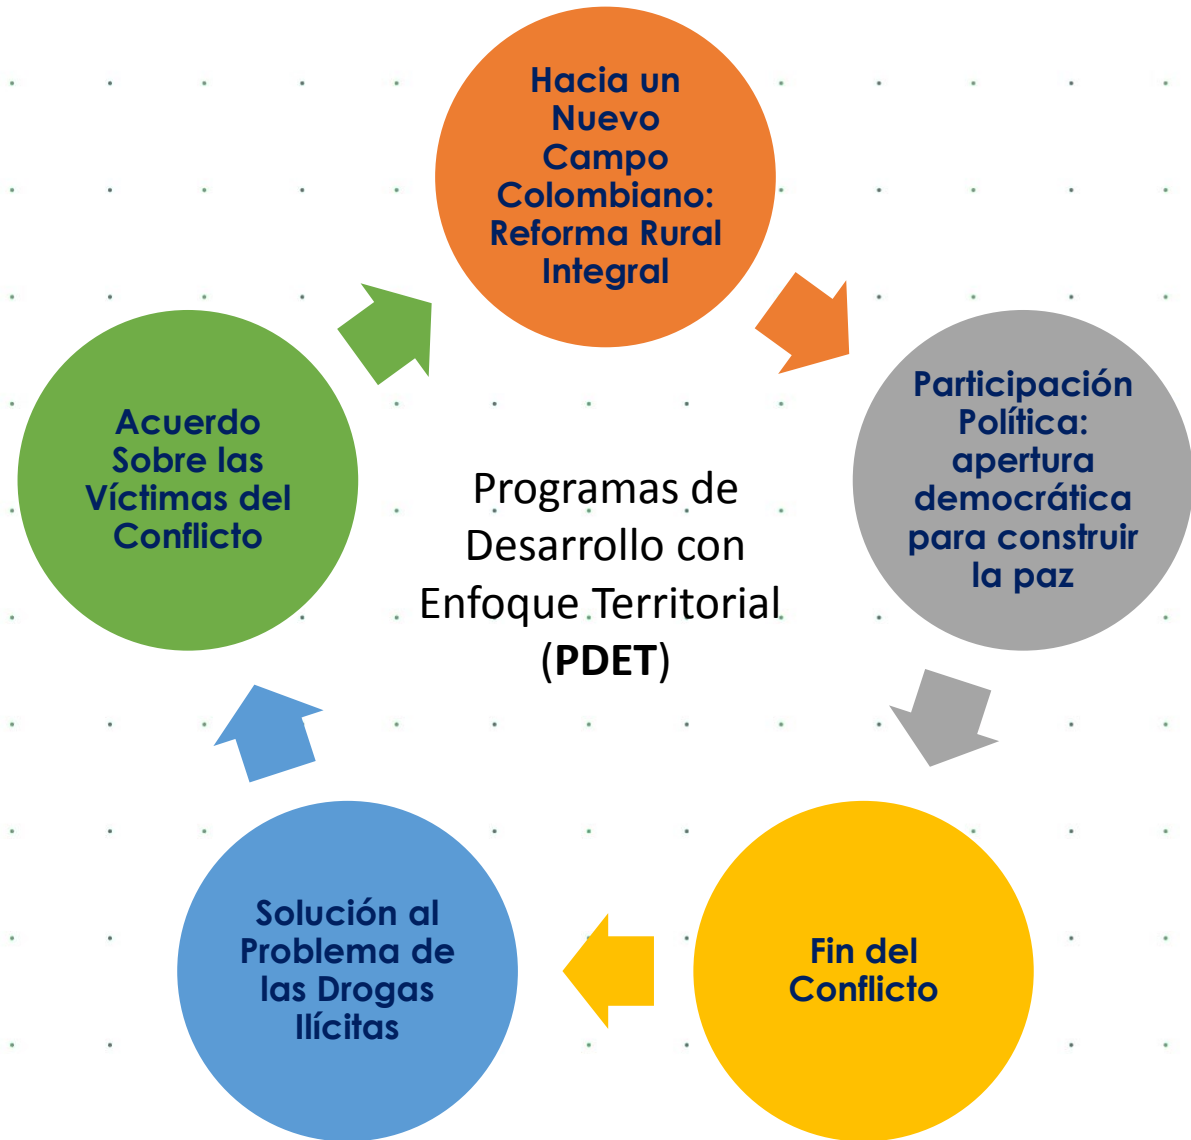 Hacia un
Nuevo
Campo
Colombiano:
Reforma Rural
Integral
Participación
Política:
apertura
democrática
para construir
la paz
Fin del
Conflicto
Solución al
Problema de
las Drogas
Ilícitas
Acuerdo
Sobre las
Víctimas del
Conflicto
Programas de
Desarrollo con
Enfoque Territorial
(PDET)